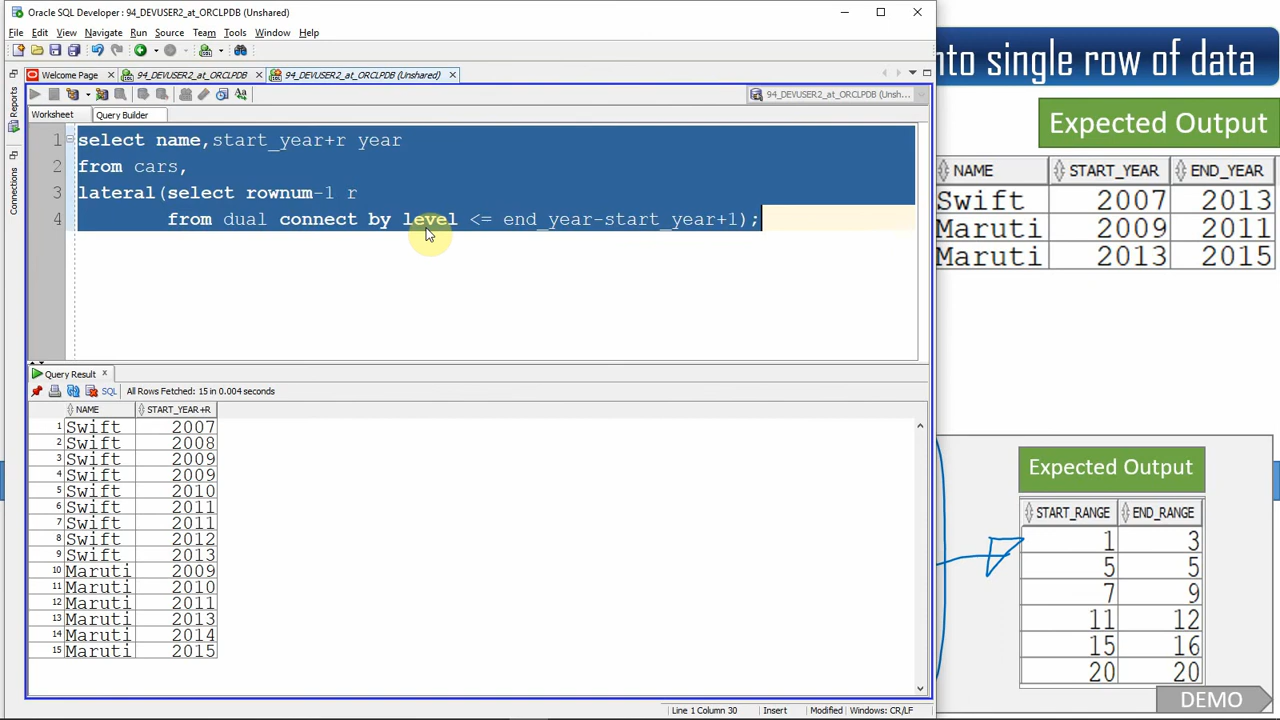 Oracle SQL Developer : 94_DEVUSER2_at_ORCLPDB (Unshared)
File Edit View Navigate Run Source Team Tools Window Help
Welcome Page 94_DEVUSER2_at_ORCLPDB 94_DEVUSER2_at_ORCLPDB (Unshared)
94_DEVUSER2_at_ORCLPDB (Unsh...
Worksheet Query Builder
Reports
Connections
1 select name,start_year+r year
2 from cars,
3 lateral(select rownum-1 r
4 from dual connect by level <= end_year-start_year+1);
Query Result
SQL All Rows Fetched: 15 in 0.004 seconds
NAME START_YEAR+R
1 Swift 2007
2 Swift 2008
3 Swift 2009
4 Swift 2009
5 Swift 2010
6 Swift 2011
7 Swift 2011
8 Swift 2012
9 Swift 2013
10 Maruti 2009
11 Maruti 2010
12 Maruti 2011
13 Maruti 2013
14 Maruti 2014
15 Maruti 2015
Line 1 Column 30 Insert Modified Windows: CR/LF
nto single row of data
Expected Output
NAME START_YEAR END_YEAR
Swift 2007 2013
Maruti 2009 2011
Maruti 2013 2015
Expected Output
START_RANGE END_RANGE
1 3
5 5
7 9
11 12
15 16
20 20
DEMO